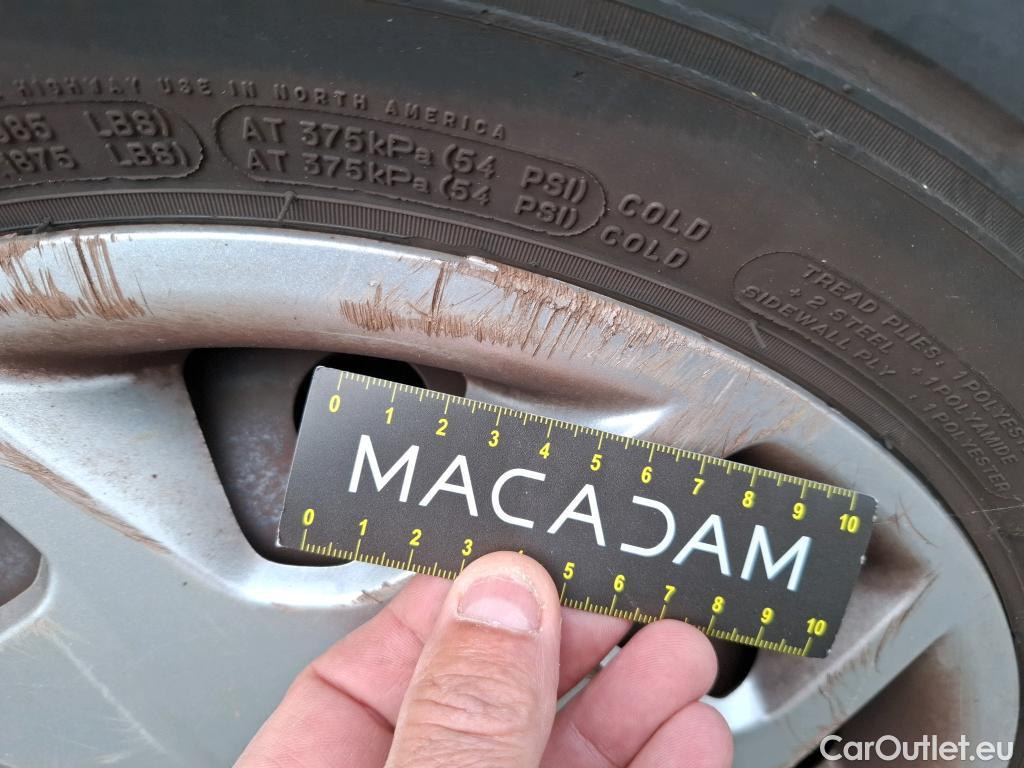 HIGHWAY USE IN NORTH AMERICA
LBS) AT 375kPa (54 PSI) COLD
LBS) AT 375kPa (54 PSI) COLD
TREAD PLIES: 1 POLYEST
+ 2 STEEL + 1 POLYAMIDE
SIDEWALL PLY 1 POLYESTER
0 1 2 3 4 5 6 7 8 9 10
MACADAM
0 1 2 3 4 5 6 7 8 9 10
CarOutlet.eu